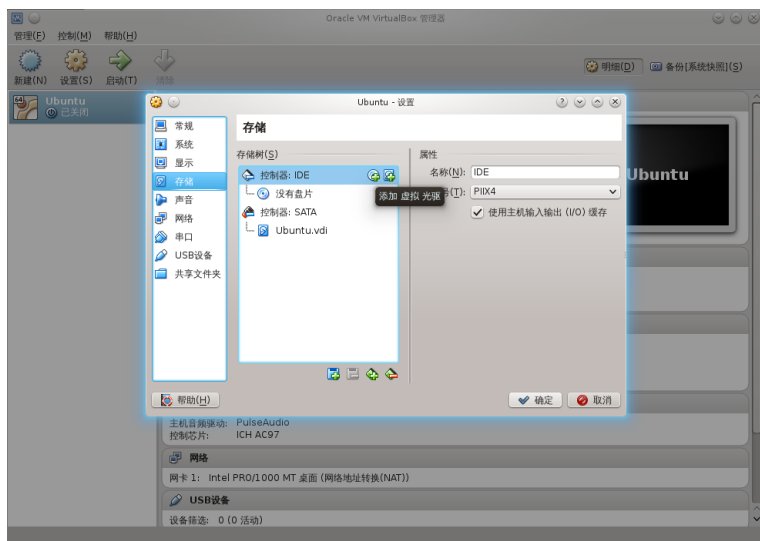 Oracle VM VirtualBox 管理器
管理(F) 控制(M) 帮助(H)
新建(N) 设置(S) 启动(T) 清除
明细(D) 备份[系统快照](S)
64 Ubuntu
已关闭
Ubuntu
Ubuntu - 设置
常规
系统
显示
存储
声音
网络
串口
USB设备
共享文件夹
存储
存储树(S)
控制器: IDE
没有盘片
控制器: SATA
Ubuntu.vdi
添加 虚拟 光驱
属性
名称(N): IDE
(T): PIIX4
使用主机输入输出 (I/O) 缓存
帮助(H)
确定 取消
主机音频驱动: PulseAudio
控制芯片: ICH AC97
网络
网卡 1: Intel PRO/1000 MT 桌面 (网络地址转换(NAT))
USB设备
设备筛选: 0 (0 活动)